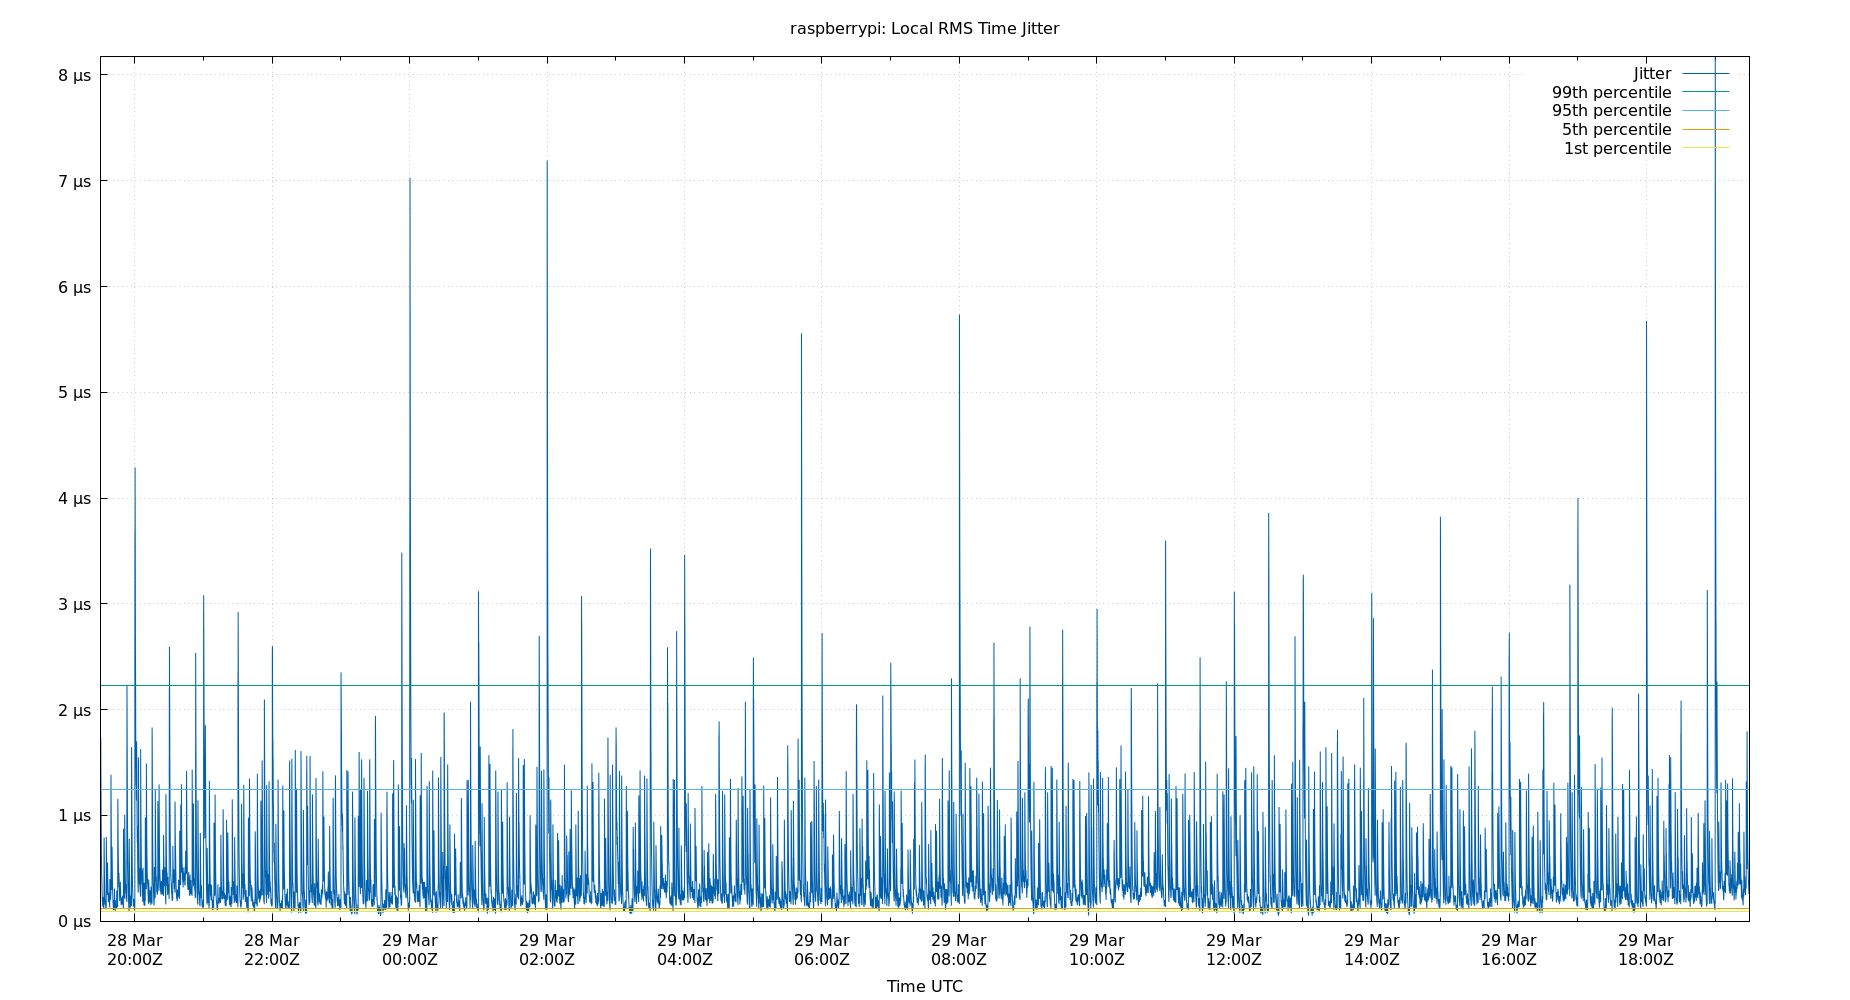 raspberrypi: Local RMS Time Jitter
8 µs
7 µs
6 µs
5 µs
4 µs
3 µs
2 µs
1 µs
0 µs
Jitter
99th percentile
95th percentile
5th percentile
1st percentile
28 Mar 28 Mar 29 Mar 29 Mar 29 Mar 29 Mar 29 Mar 29 Mar 29 Mar 29 Mar 29 Mar 29 Mar
20:00Z 22:00Z 00:00Z 02:00Z 04:00Z 06:00Z 08:00Z 10:00Z 12:00Z 14:00Z 16:00Z 18:00Z
Time UTC